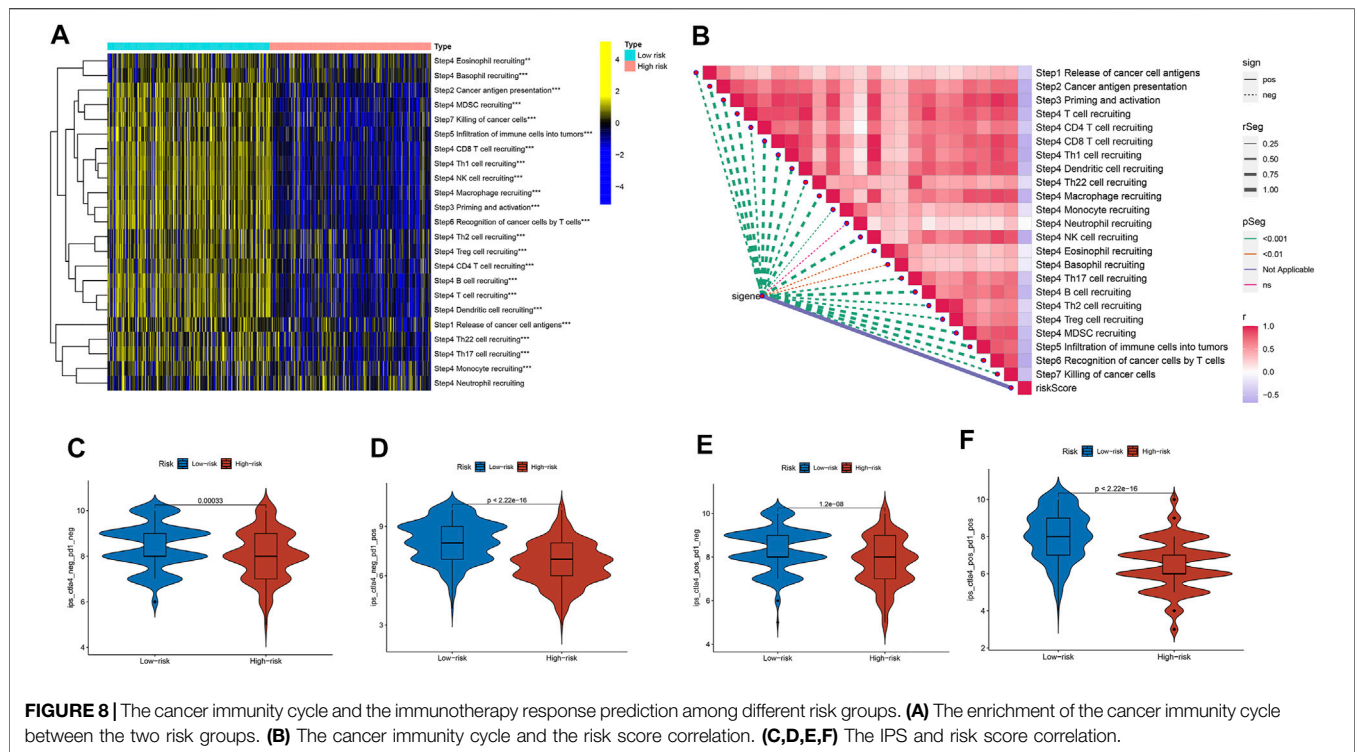 A
Type
Step4 Eosinophil recruiting**
Step4 Basophil recruiting***
Step2 Cancer antigen presentation***
Step4 MDSC recruiting***
Step7 Killing of cancer cells***
Step5 Infiltration of immune cells into tumors***
Step4 CD8 T cell recruiting***
Step4 Th1 cell recruiting***
Step4 NK cell recruiting***
Step4 Macrophage recruiting***
Step3 Priming and activation***
Step6 Recognition of cancer cells by T cells***
Step4 Th2 cell recruiting***
Step4 Treg cell recruiting***
Step4 CD4 T cell recruiting***
Step4 B cell recruiting***
Step4 T cell recruiting***
Step4 Dendritic cell recruiting***
Step1 Release of cancer cell antigens***
Step4 Th22 cell recruiting***
Step4 Th17 cell recruiting***
Step4 Monocyte recruiting***
Step4 Neutrophil recruiting
4
2
0
−2
−4
Type
Low risk
High risk
B
Step1 Release of cancer cell antigens
Step2 Cancer antigen presentation
Step3 Priming and activation
Step4 T cell recruiting
Step4 CD4 T cell recruiting
Step4 CD8 T cell recruiting
Step4 Th1 cell recruiting
Step4 Dendritic cell recruiting
Step4 Th22 cell recruiting
Step4 Macrophage recruiting
Step4 Monocyte recruiting
Step4 Neutrophil recruiting
Step4 NK cell recruiting
Step4 Eosinophil recruiting
Step4 Basophil recruiting
Step4 Th17 cell recruiting
Step4 B cell recruiting
Step4 Th2 cell recruiting
Step4 Treg cell recruiting
Step4 MDSC recruiting
Step5 Infiltration of immune cells into tumors
Step6 Recognition of cancer cells by T cells
Step7 Killing of cancer cells
riskScore
sigene
sign
pos
neg
rSeg
0.25
0.50
0.75
1.00
pSeg
<0.001
<0.01
Not Applicable
ns
r
1.0
0.5
0.0
−0.5
C
Risk Low−risk High−risk
0.00033
ips_ctla4_neg_pd1_neg
10
8
6
4
Low−risk High−risk
D
Risk Low−risk High−risk
p < 2.22e−16
ips_ctla4_neg_pd1_pos
9
6
3
Low−risk High−risk
E
Risk Low−risk High−risk
1.2e−08
ips_ctla4_pos_pd1_neg
10
8
6
4
Low−risk High−risk
F
Risk Low−risk High−risk
p < 2.22e−16
ips_ctla4_pos_pd1_pos
10
8
6
4
2
Low−risk High−risk
FIGURE 8 | The cancer immunity cycle and the immunotherapy response prediction among different risk groups. (A) The enrichment of the cancer immunity cycle
between the two risk groups. (B) The cancer immunity cycle and the risk score correlation. (C,D,E,F) The IPS and risk score correlation.